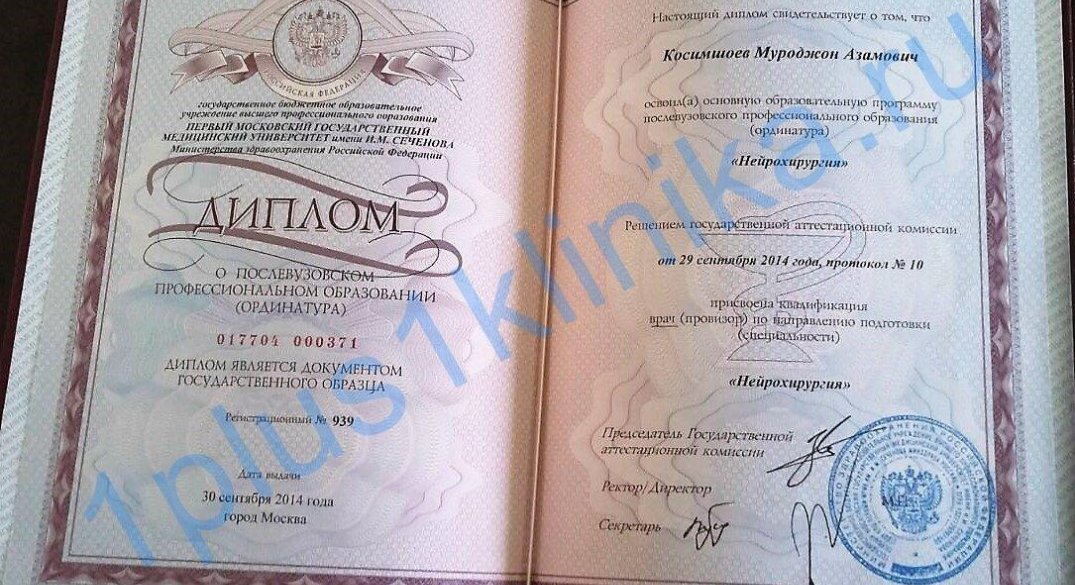 РОССИЙСКАЯ ФЕДЕРАЦИЯ
государственное бюджетное образовательное
учреждение высшего профессионального образования
ПЕРВЫЙ МОСКОВСКИЙ ГОСУДАРСТВЕННЫЙ
МЕДИЦИНСКИЙ УНИВЕРСИТЕТ имени И.М. СЕЧЕНОВА
Министерства здравоохранения Российской Федерации
ДИПЛОМ
О ПОСЛЕВУЗОВСКОМ
ПРОФЕССИОНАЛЬНОМ ОБРАЗОВАНИИ
(ОРДИНАТУРА)
017704 000371
ДИПЛОМ ЯВЛЯЕТСЯ ДОКУМЕНТОМ
ГОСУДАРСТВЕННОГО ОБРАЗЦА
Регистрационный № 939
Дата выдачи
30 сентября 2014 года
город Москва
Настоящий диплом свидетельствует о том, что
Косимшоев Муроджон Азамович
освоил(а) основную образовательную программу
послевузовского профессионального образования
(ординатура)
«Нейрохирургия»
Решением государственной аттестационной комиссии
от 29 сентября 2014 года, протокол № 10
присвоена квалификация
врач (провизор) по направлению подготовки
(специальности)
«Нейрохирургия»
Председатель Государственной
аттестационной комиссии
Ректор/Директор
Секретарь
М.П.
1plus1klinika.ru